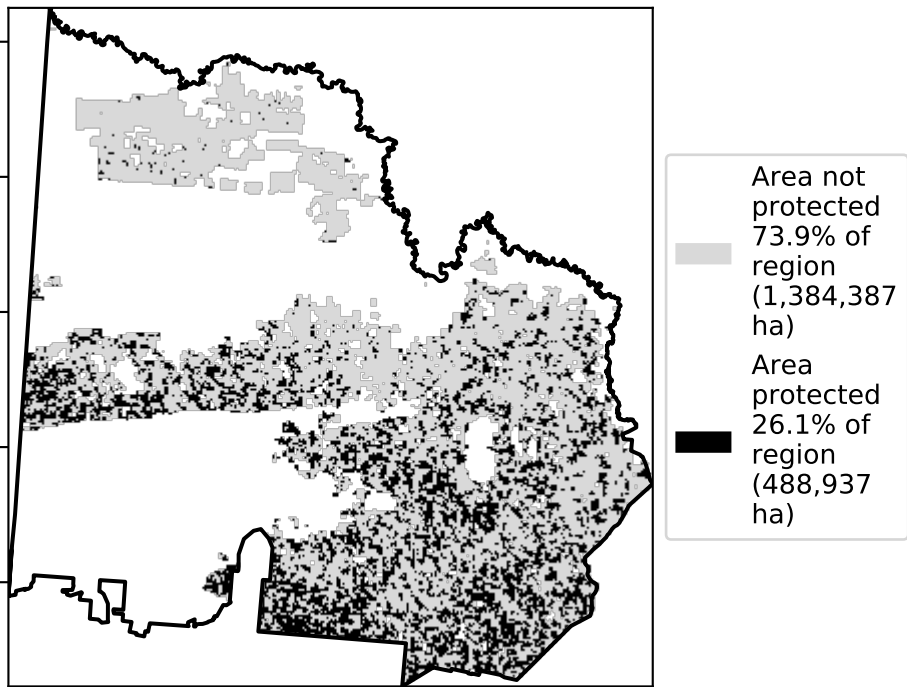 Area not
protected
73.9% of
region
(1,384,387
ha)
Area
protected
26.1% of
region
(488,937
ha)